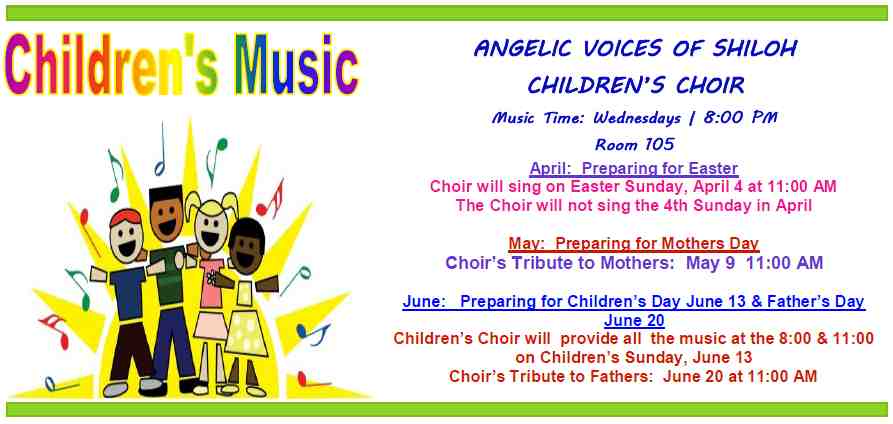 Children's Music
ANGELIC VOICES OF SHILOH
CHILDREN'S CHOIR
Music Time: Wednesdays | 8:00 PM
Room 105
April:  Preparing for Easter
Choir will sing on Easter Sunday, April 4 at 11:00 AM
The Choir will not sing the 4th Sunday in April
May:  Preparing for Mothers Day
Choir's Tribute to Mothers:  May 9  11:00 AM
June:   Preparing for Children's Day June 13 & Father's Day
June 20
Children's Choir will  provide all  the music at the 8:00 & 11:00
on Children's Sunday, June 13
Choir's Tribute to Fathers:  June 20 at 11:00 AM